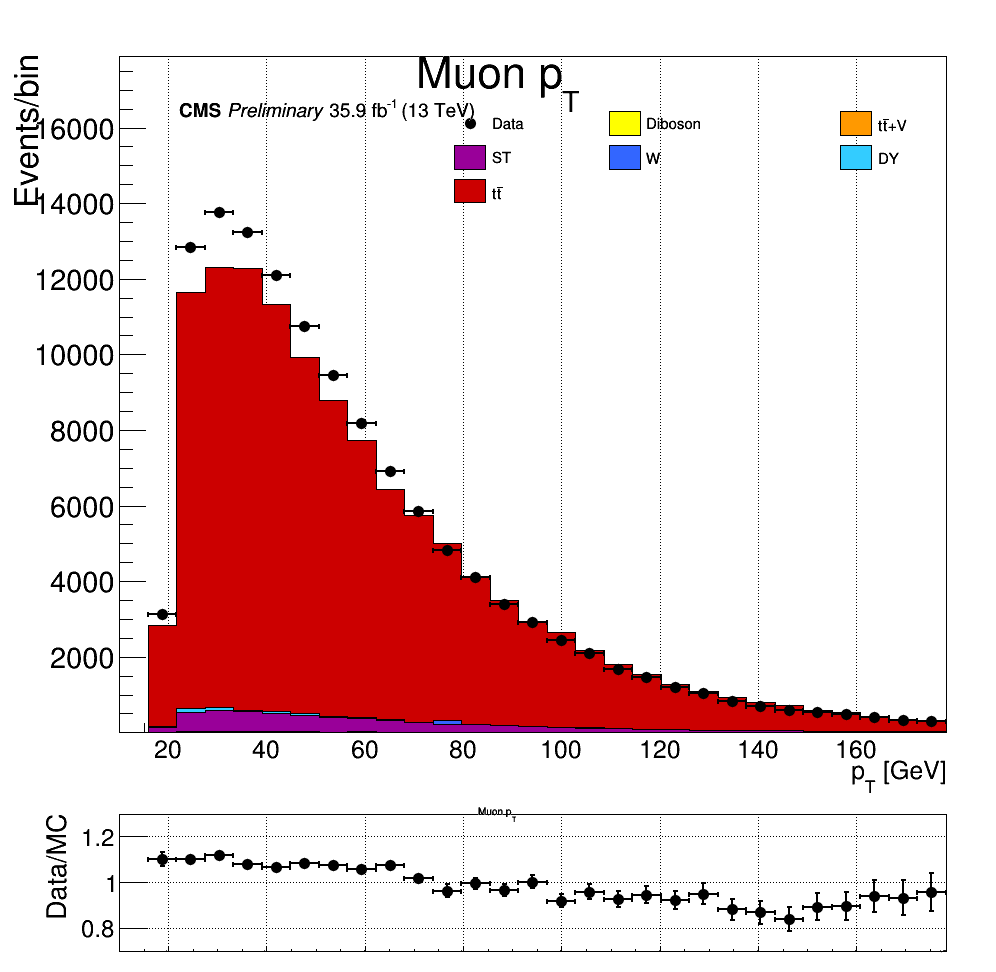 Muon p_T
Events/bin
CMS Preliminary 35.9 fb⁻¹ (13 TeV)
Data
Diboson
tt̄+V
ST
W
DY
tt̄
16000
14000
12000
10000
8000
6000
4000
2000
20 40 60 80 100 120 140 160
p_T [GeV]
Muon p_T
Data/MC
1.2
1
0.8